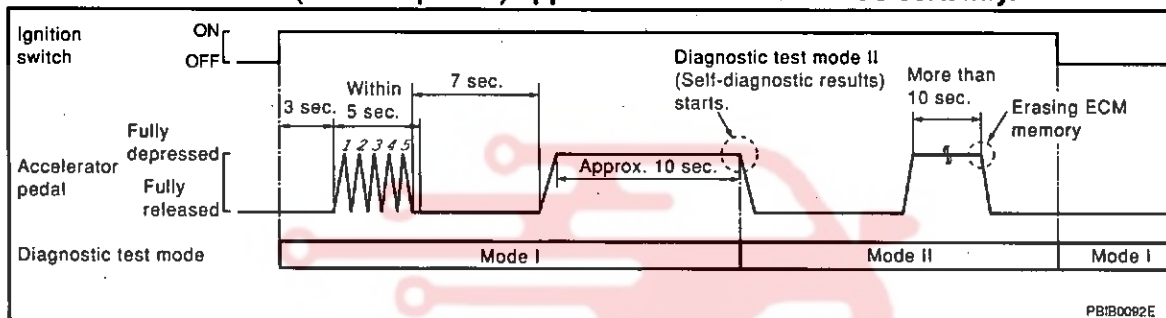 Ignition switch
ON
OFF
3 sec.
Within 5 sec.
7 sec.
Diagnostic test mode II
(Self-diagnostic results)
starts.
More than
10 sec.
Erasing ECM
memory
Accelerator
pedal
Fully
depressed
Fully
released
1 2 3 4 5
Approx. 10 sec.
Diagnostic test mode
Mode I
Mode II
Mode I
PBIB0092E